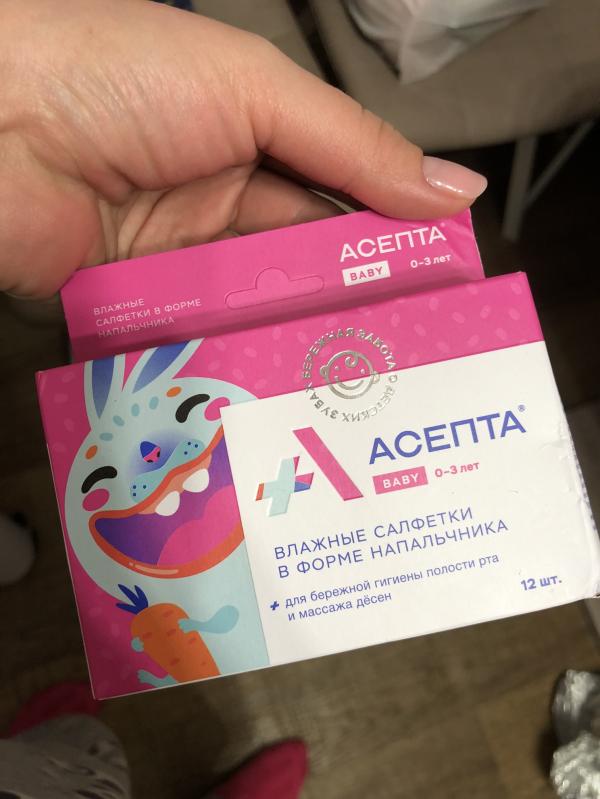 АСЕПТА
BABY 0-3 лет
ВЛАЖНЫЕ
САЛФЕТКИ В ФОРМЕ
НАПАЛЬЧНИКА
БЕРЕЖНАЯ ЗАБОТА О ДЕТСКИХ ЗУБАХ
АСЕПТА®
BABY 0-3 лет
ВЛАЖНЫЕ САЛФЕТКИ
В ФОРМЕ НАПАЛЬЧНИКА
+ для бережной гигиены полости рта
и массажа дёсен
12 шт.